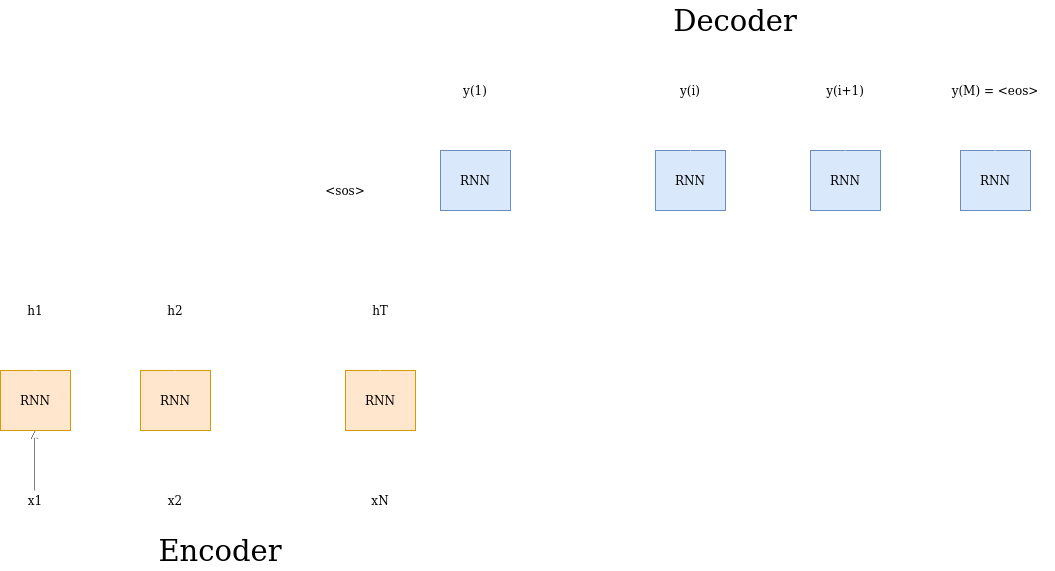 Decoder
y(1)
y(i)
y(i+1)
y(M) = <eos>
RNN
RNN
RNN
RNN
<sos>
h1
h2
hT
RNN
RNN
RNN
x1
x2
xN
Encoder